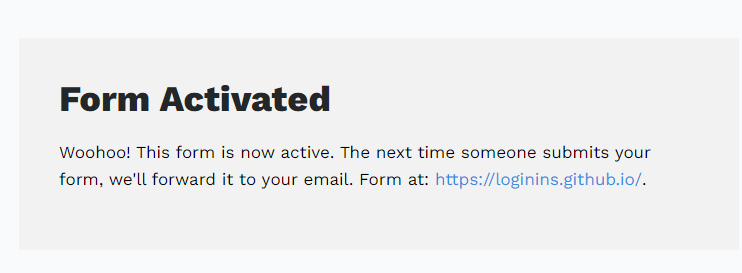 Form Activated
Woohoo! This form is now active. The next time someone submits your
form, we'll forward it to your email. Form at: https://loginins.github.io/.